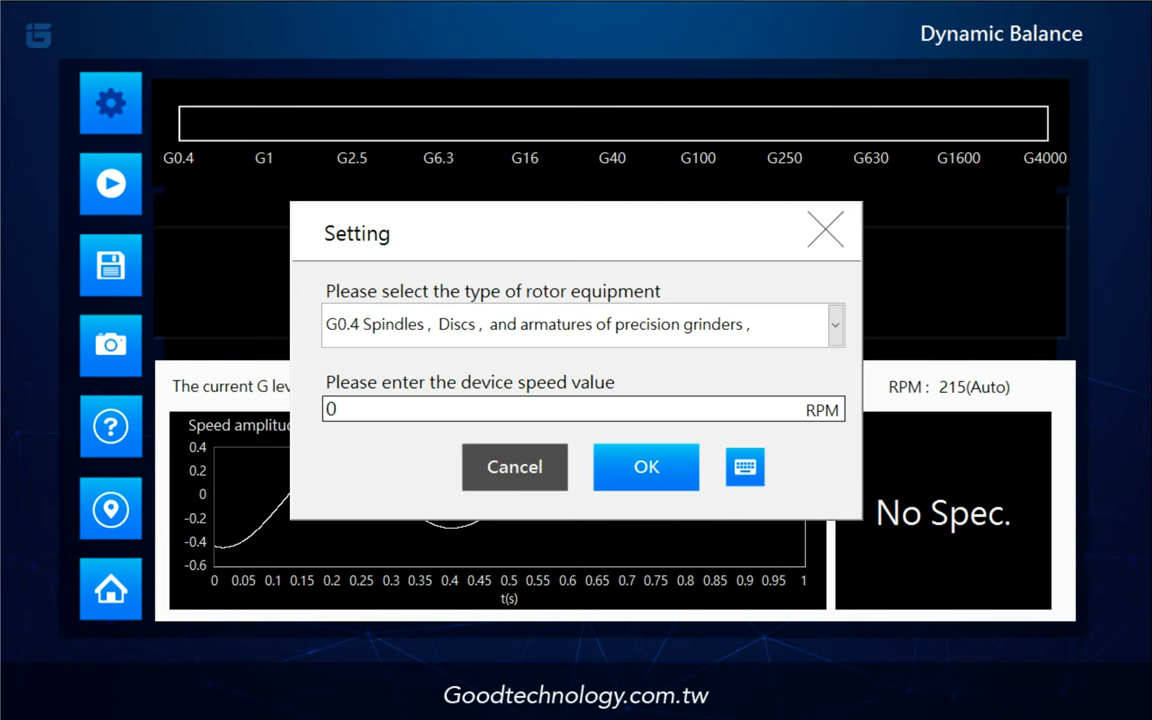 Dynamic Balance
G0.4 G1 G2.5 G6.3 G16 G40 G100 G250 G630 G1600 G4000
Setting
Please select the type of rotor equipment
G0.4 Spindles , Discs , and armatures of precision grinders ,
Please enter the device speed value
0 RPM
Cancel OK
The current G lev
RPM : 215(Auto)
Speed amplitud
0.4
0.2
0
-0.2
-0.4
-0.6
0 0.05 0.1 0.15 0.2 0.25 0.3 0.35 0.4 0.45 0.5 0.55 0.6 0.65 0.7 0.75 0.8 0.85 0.9 0.95 1
t(s)
No Spec.
Goodtechnology.com.tw